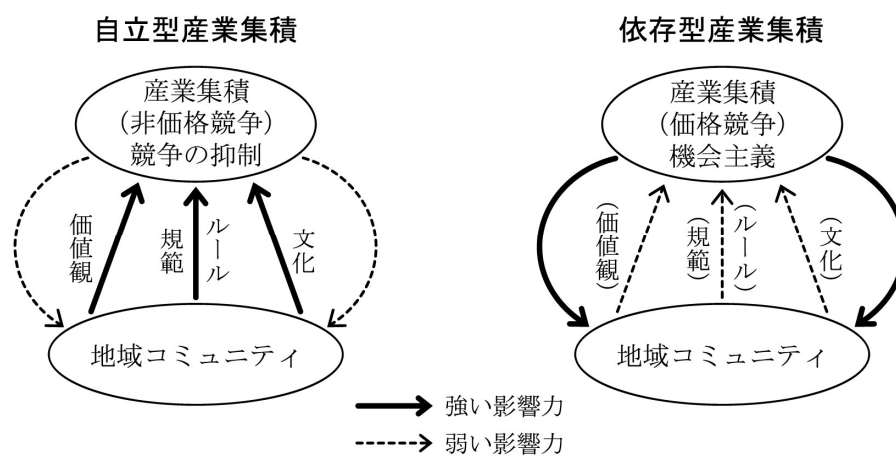 自立型産業集積
産業集積
（非価格競争）
競争の抑制
価値観
規範
ルール
文化
地域コミュニティ
依存型産業集積
産業集積
（価格競争）
機会主義
（価値観）
（規範）
（ルール）
（文化）
地域コミュニティ
強い影響力
弱い影響力